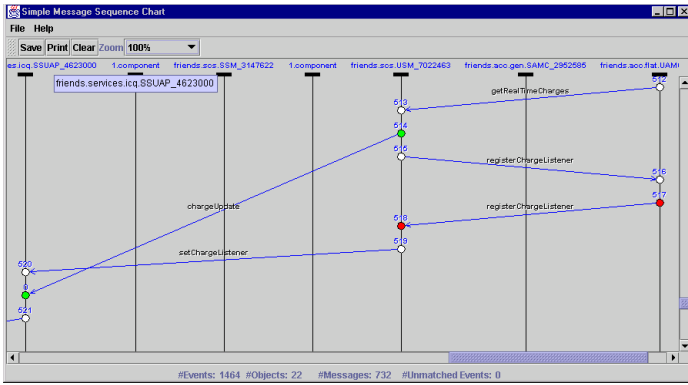 Simple Message Sequence Chart
File Help
Save Print Clear Zoom 100%
es.icq.SSUAP_4623000 1.component friends.scs.SSM_3147622 1.component friends.scs.USM_7022463 friends.acc.gen.SAMC_2952585 friends.acc.flat.UAM
friends.services.icq.SSUAP_4623000
512
getRealTimeCharges
513
514
515
registerChargeListener
516
517
chargeUpdate
registerChargeListener
518
519
setChargeListener
520
521
#Events: 1464 #Objects: 22 #Messages: 732 #Unmatched Events: 0